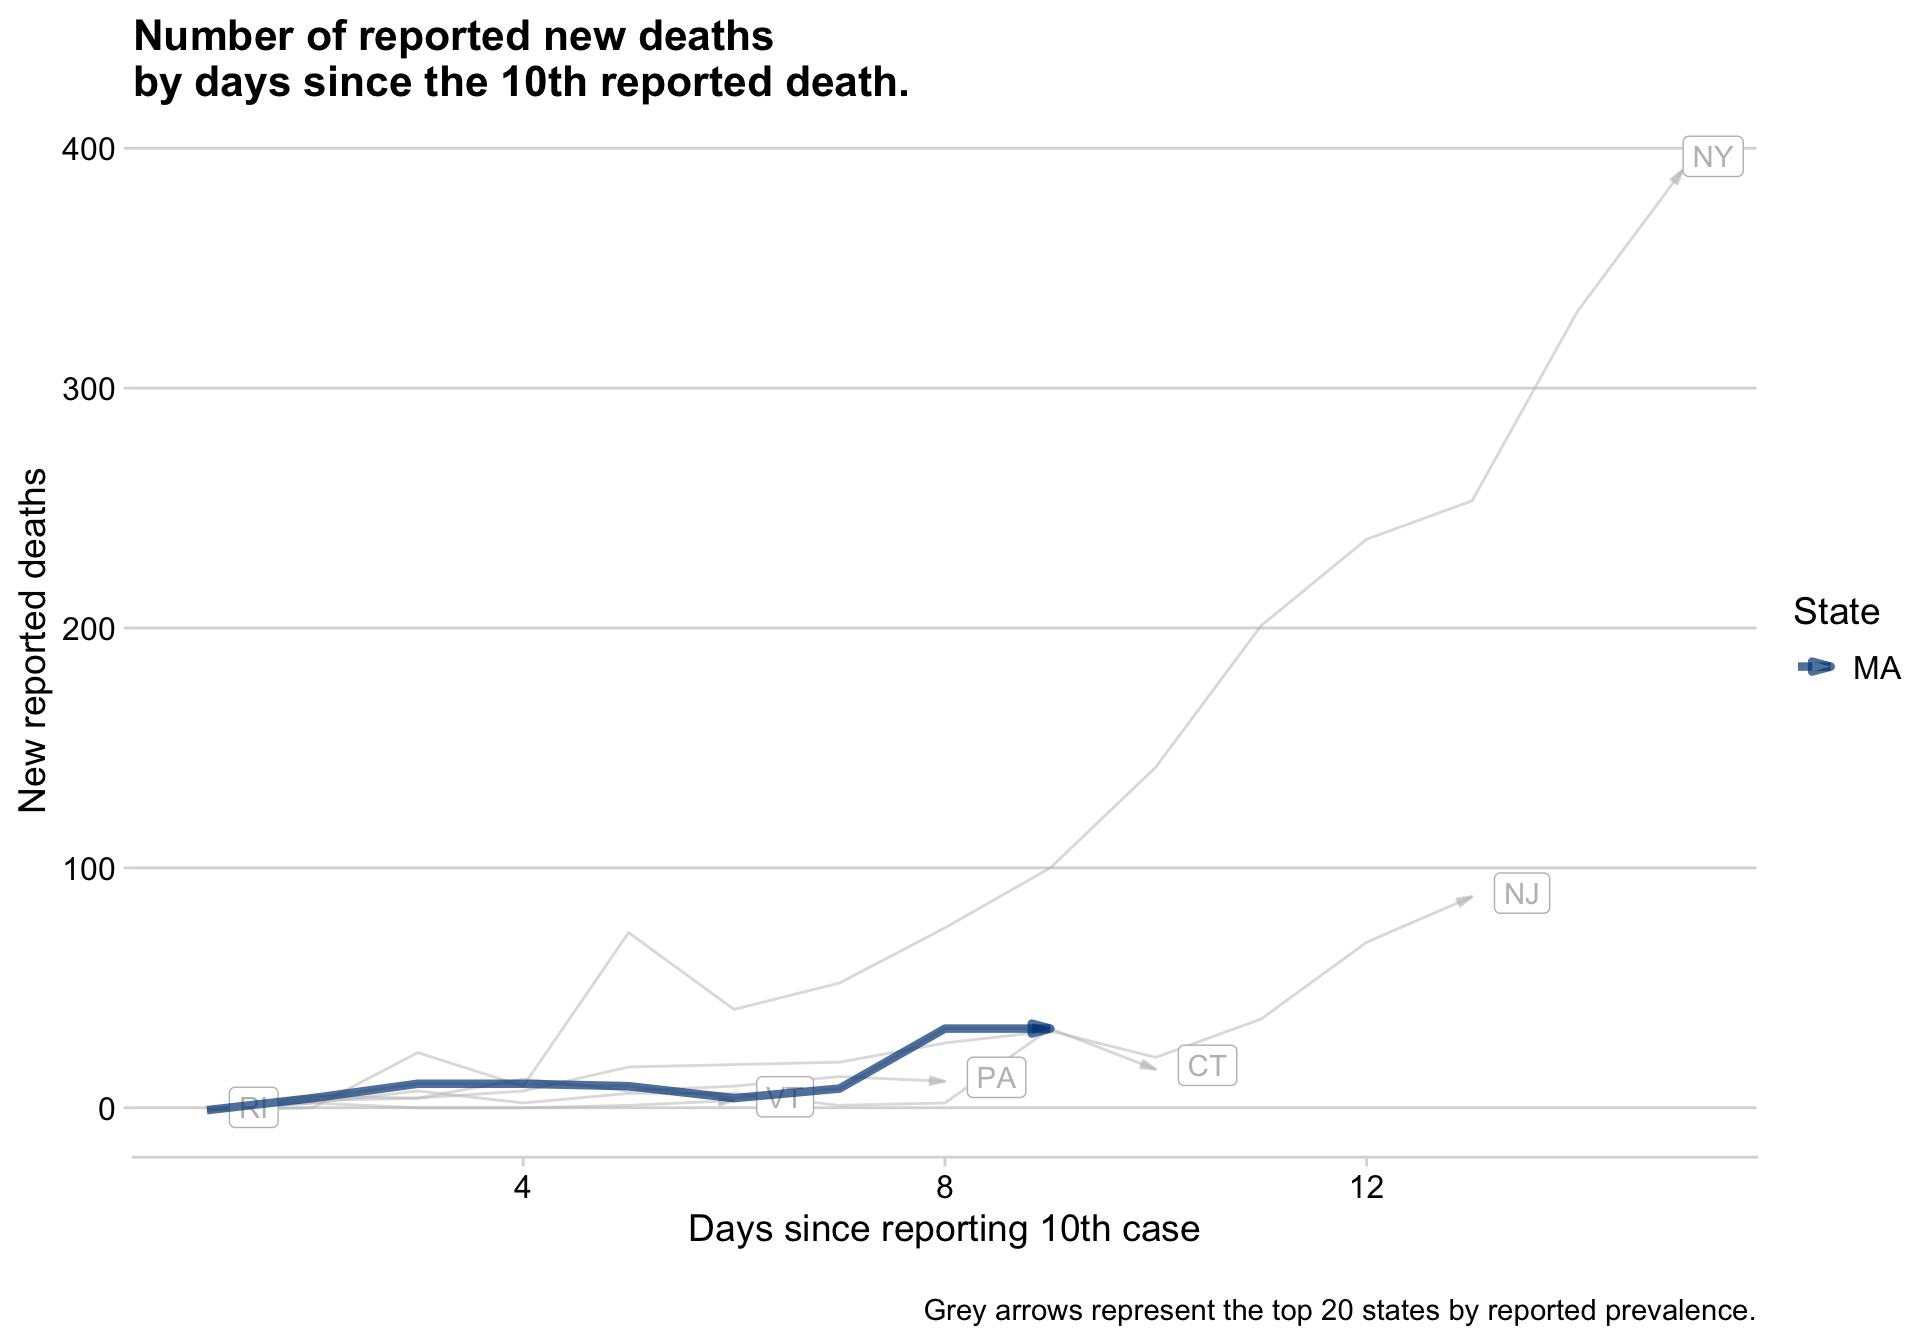 Number of reported new deaths
by days since the 10th reported death.
400
300
200
100
0
New reported deaths
NY
NJ
CT
PA
VT
RI
State
MA
4
8
12
Days since reporting 10th case
Grey arrows represent the top 20 states by reported prevalence.